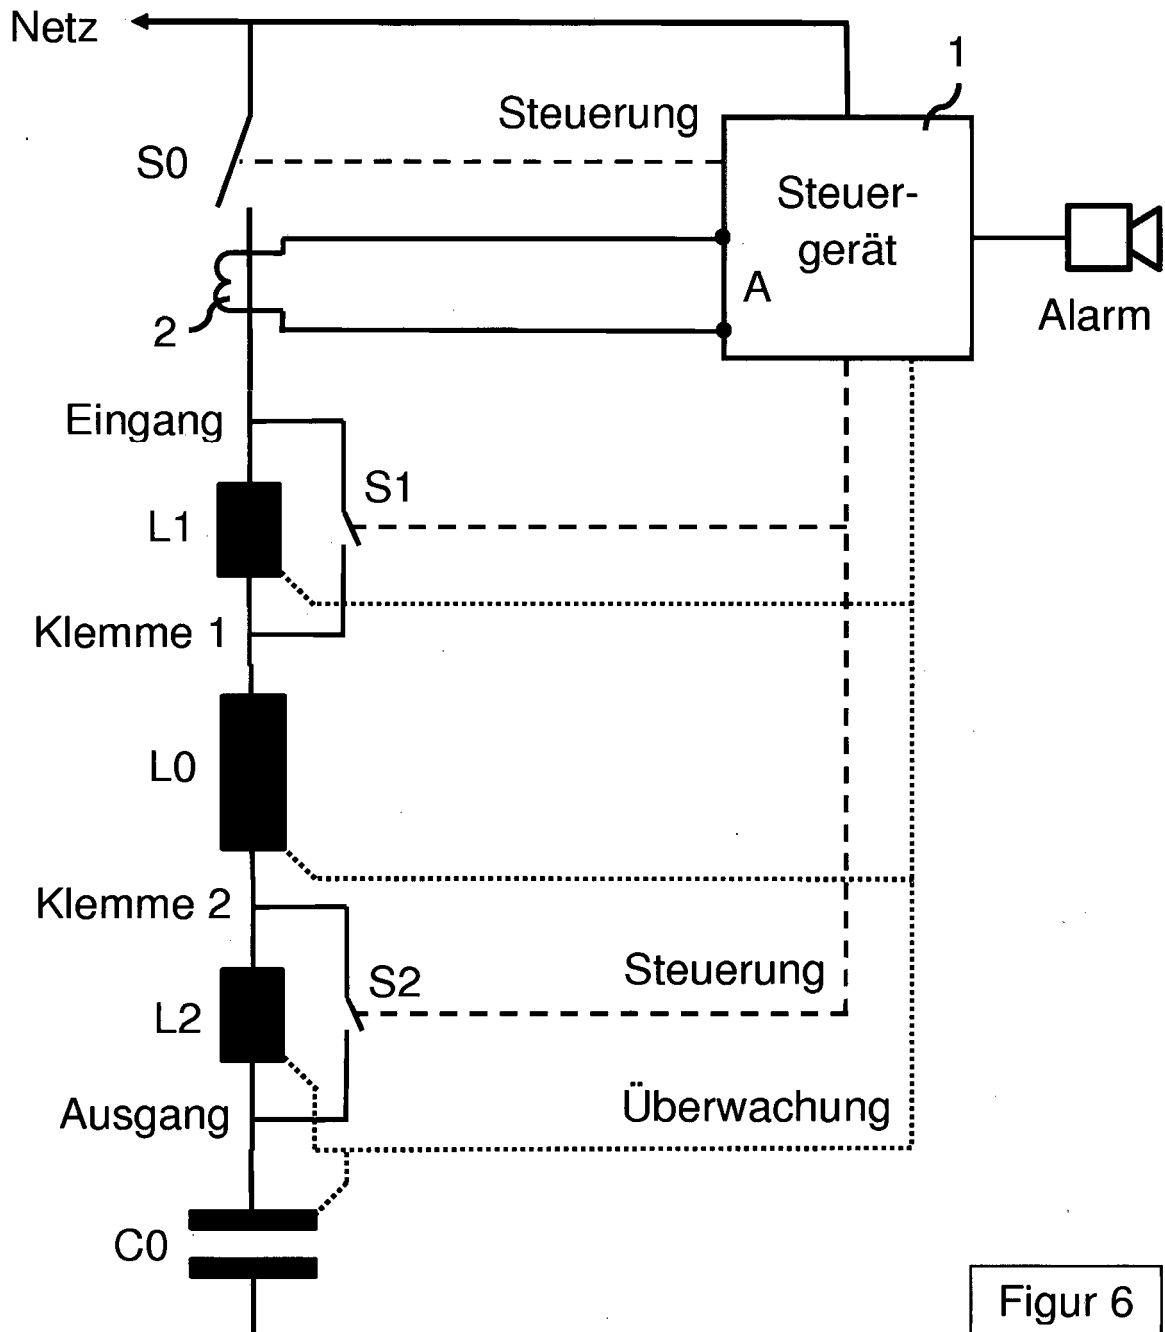 Netz
1
Steuerung
S0
Steuer-
gerät
A
2
Alarm
Eingang
S1
L1
Klemme 1
L0
Klemme 2
Steuerung
S2
L2
Ausgang
Überwachung
C0
Figur 6